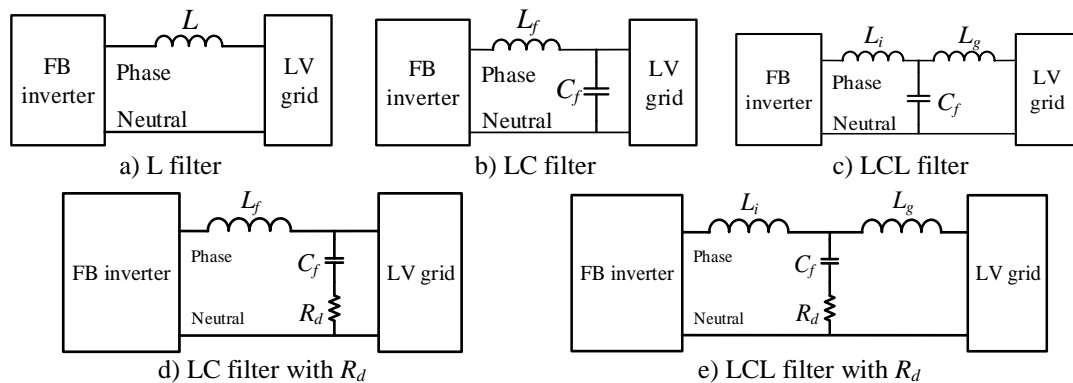 L
FB
inverter
Phase
Neutral
LV
grid
a) L filter
L_f
FB
inverter
Phase
Neutral
C_f
LV
grid
b) LC filter
L_i
L_g
FB
inverter
Phase
Neutral
C_f
LV
grid
c) LCL filter
L_f
FB inverter
Phase
Neutral
C_f
R_d
LV grid
d) LC filter with R_d
L_i
L_g
FB inverter
Phase
Neutral
C_f
R_d
LV grid
e) LCL filter with R_d